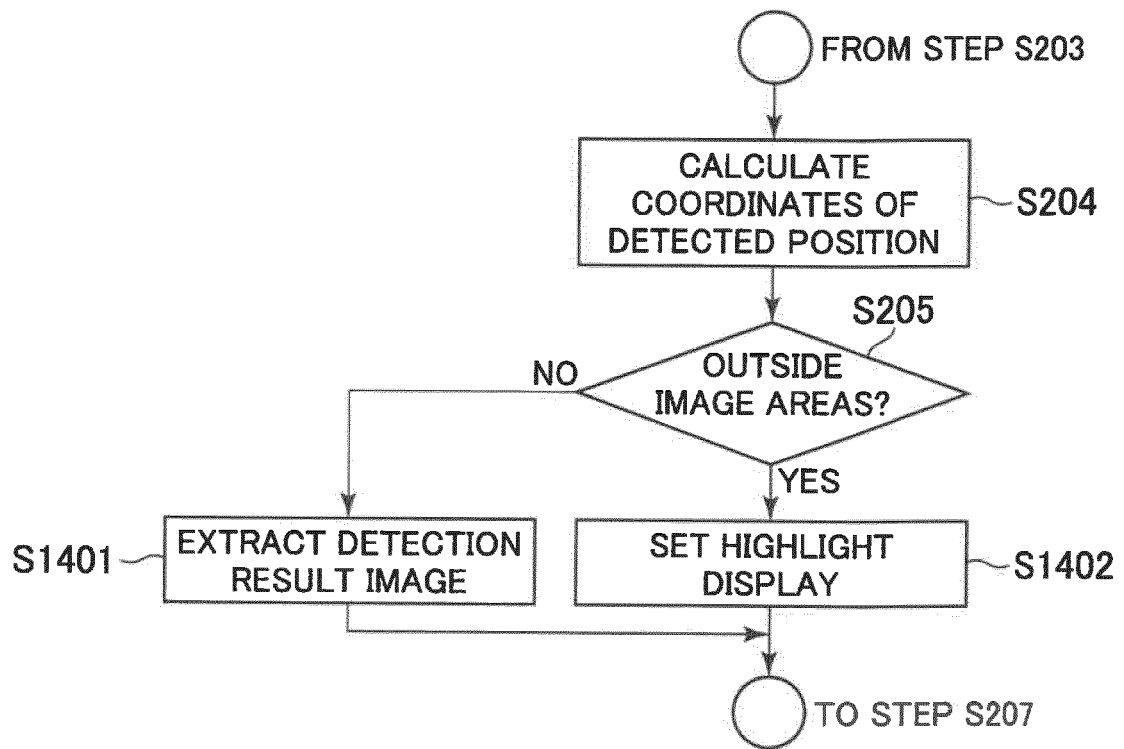 FROM STEP S203
CALCULATE
COORDINATES OF
DETECTED POSITION
S204
S205
OUTSIDE
IMAGE AREAS?
NO
YES
S1401
EXTRACT DETECTION
RESULT IMAGE
SET HIGHLIGHT
DISPLAY
S1402
TO STEP S207